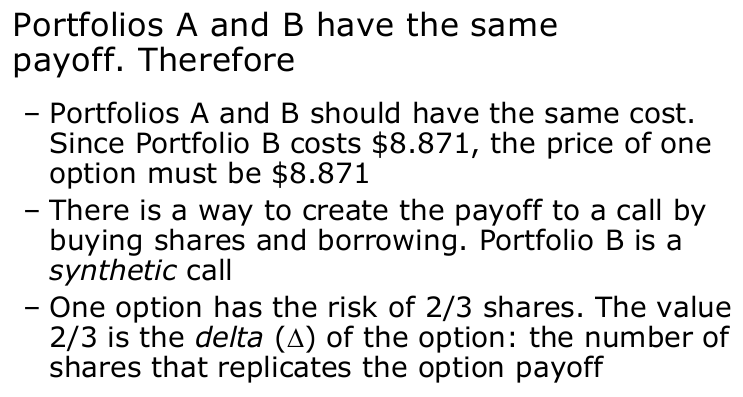 Portfolios A and B have the same
payoff. Therefore
– Portfolios A and B should have the same cost.
Since Portfolio B costs $8.871, the price of one
option must be $8.871
– There is a way to create the payoff to a call by
buying shares and borrowing. Portfolio B is a
synthetic call
– One option has the risk of 2/3 shares. The value
2/3 is the delta (Δ) of the option: the number of
shares that replicates the option payoff